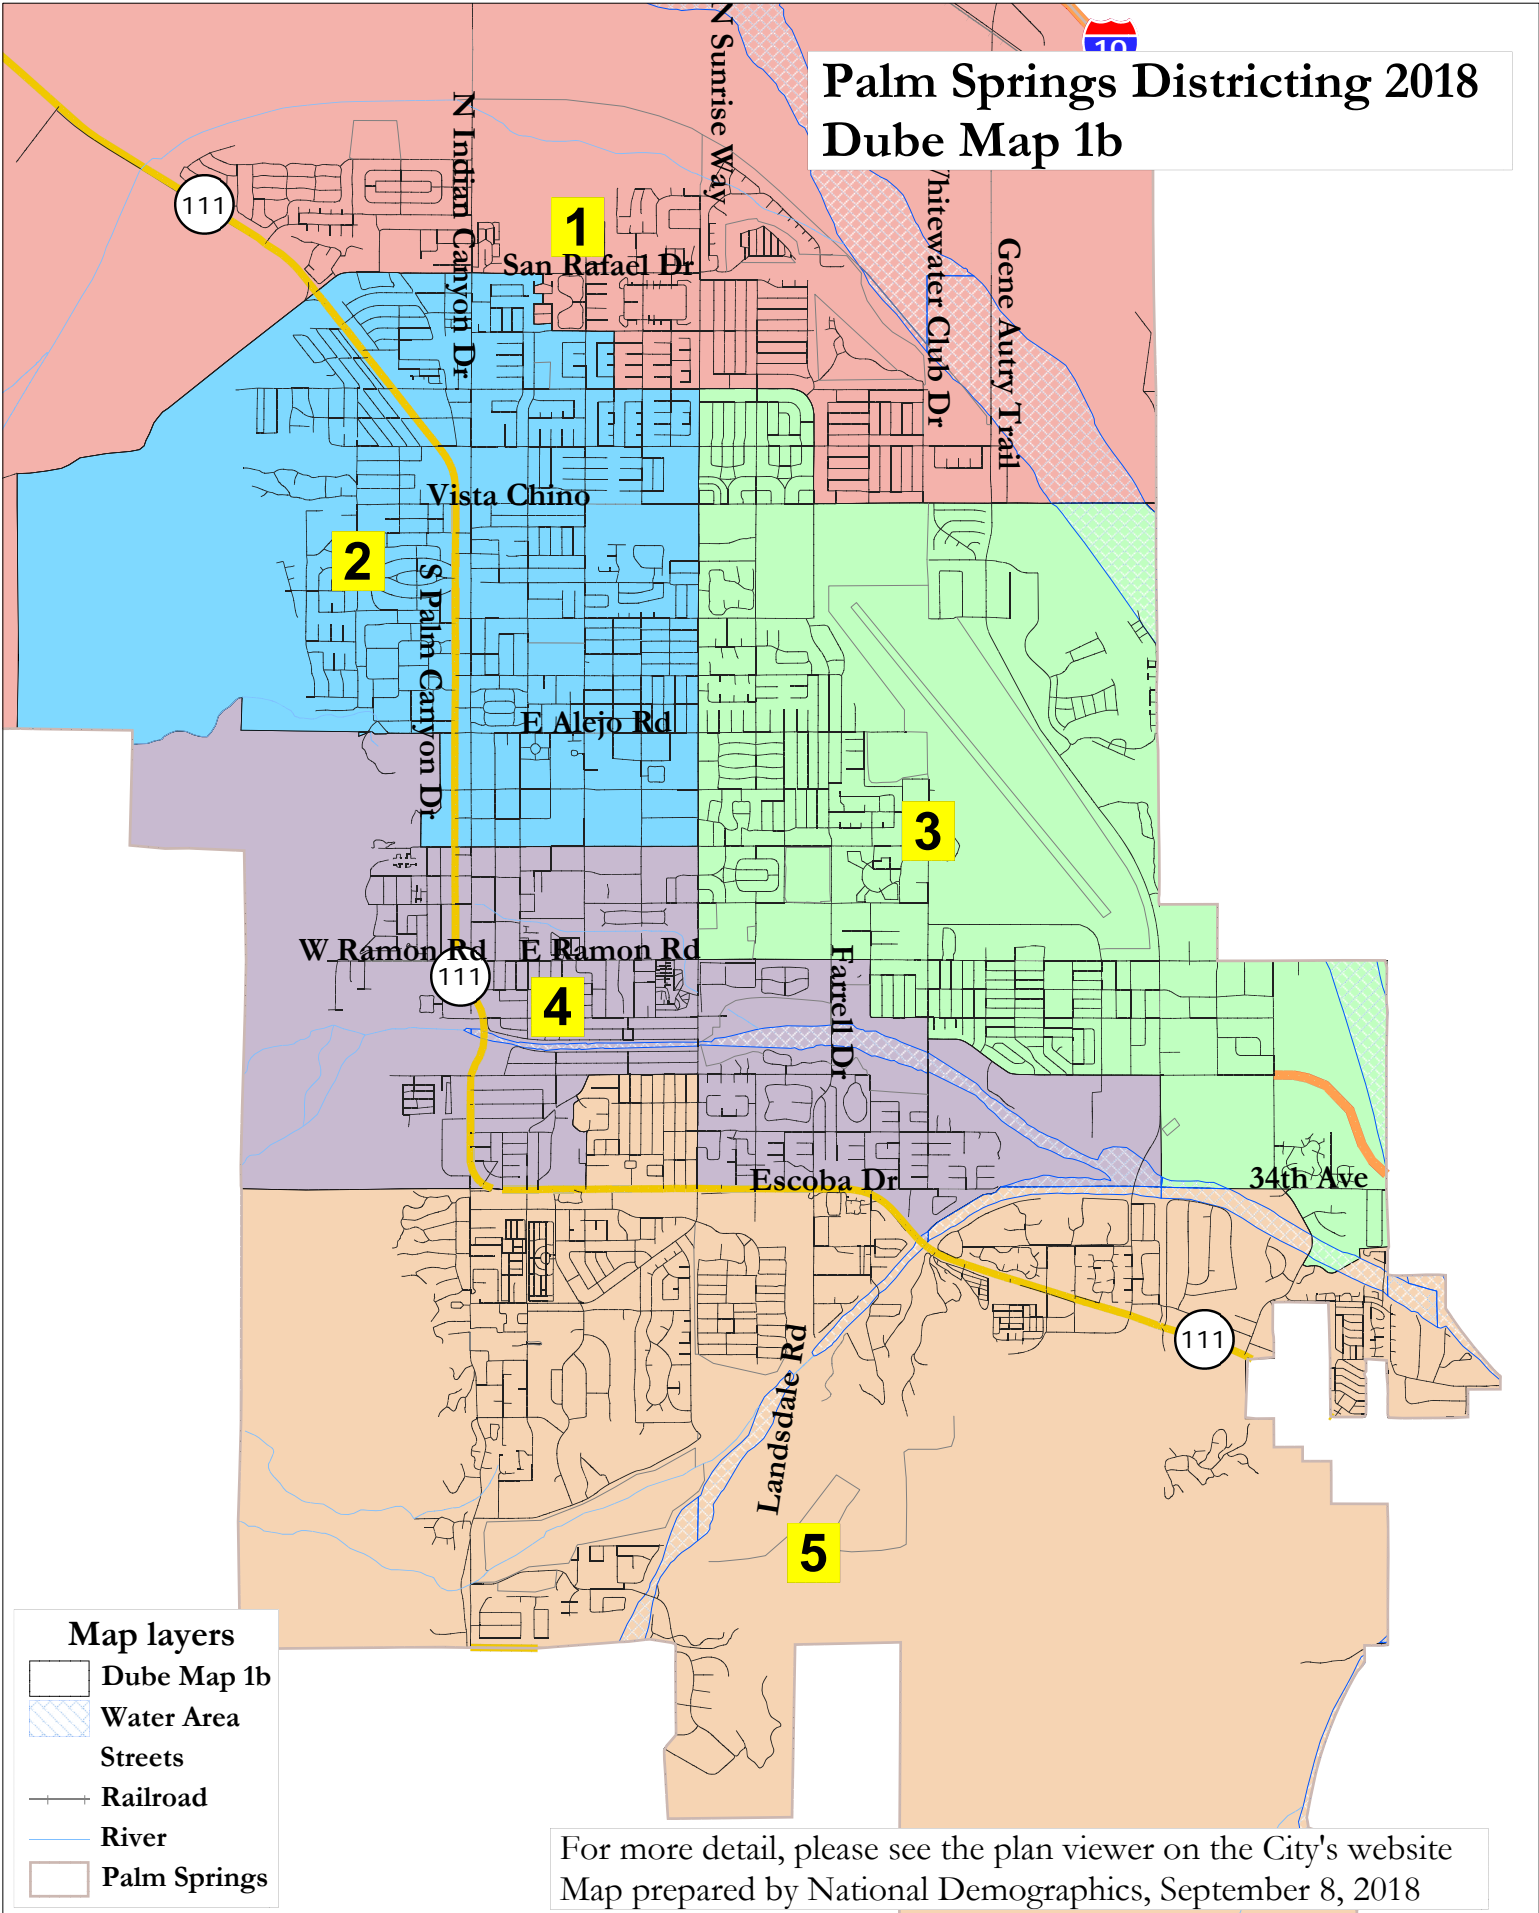 10
Palm Springs Districting 2018
Dube Map 1b
N Sunrise Way
N Indian Canyon Dr
111
1
San Rafael Dr
Whitewater Club Dr
Gene Autry Trail
Vista Chino
2
S Palm Canyon Dr
E Alejo Rd
3
W Ramon Rd
E Ramon Rd
111
4
Farrell Dr
Escoba Dr
34th Ave
111
Landsdale Rd
5
Map layers
Dube Map 1b
Water Area
Streets
Railroad
River
Palm Springs
For more detail, please see the plan viewer on the City's website
Map prepared by National Demographics, September 8, 2018